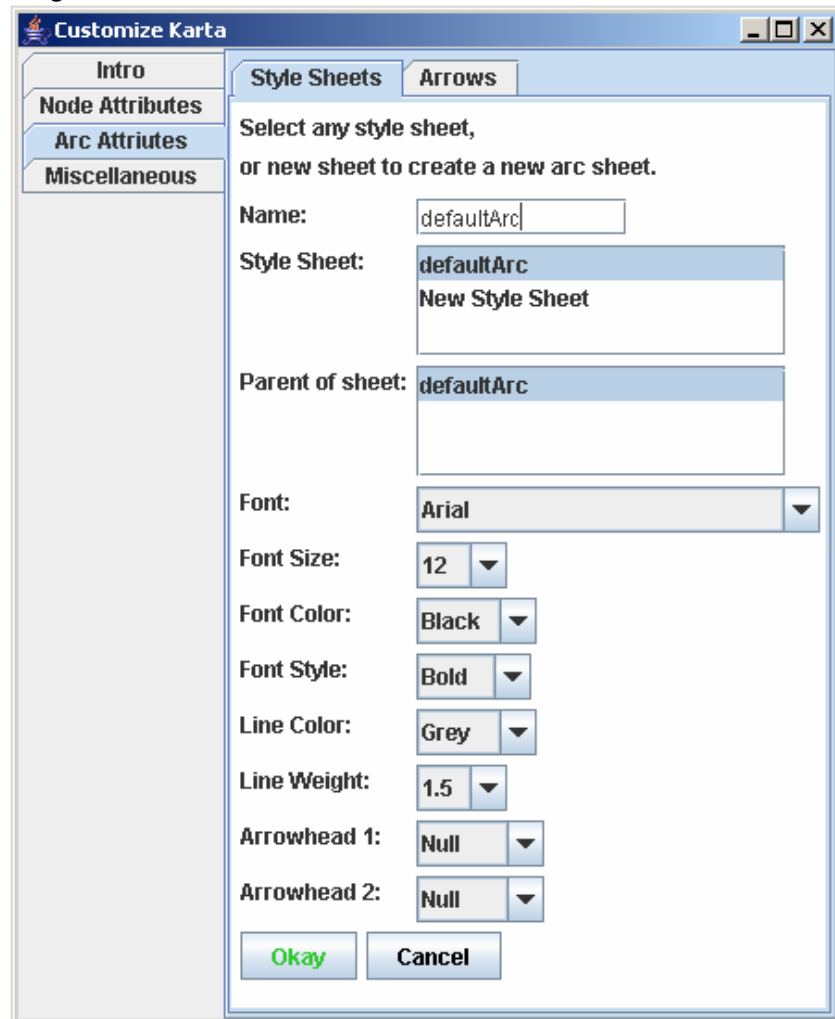 Customize Karta
Intro
Node Attributes
Arc Attriutes
Miscellaneous
Style Sheets
Arrows
Select any style sheet,
or new sheet to create a new arc sheet.
Name: defaultArc
Style Sheet: defaultArc
New Style Sheet
Parent of sheet: defaultArc
Font: Arial
Font Size: 12
Font Color: Black
Font Style: Bold
Line Color: Grey
Line Weight: 1.5
Arrowhead 1: Null
Arrowhead 2: Null
Okay Cancel